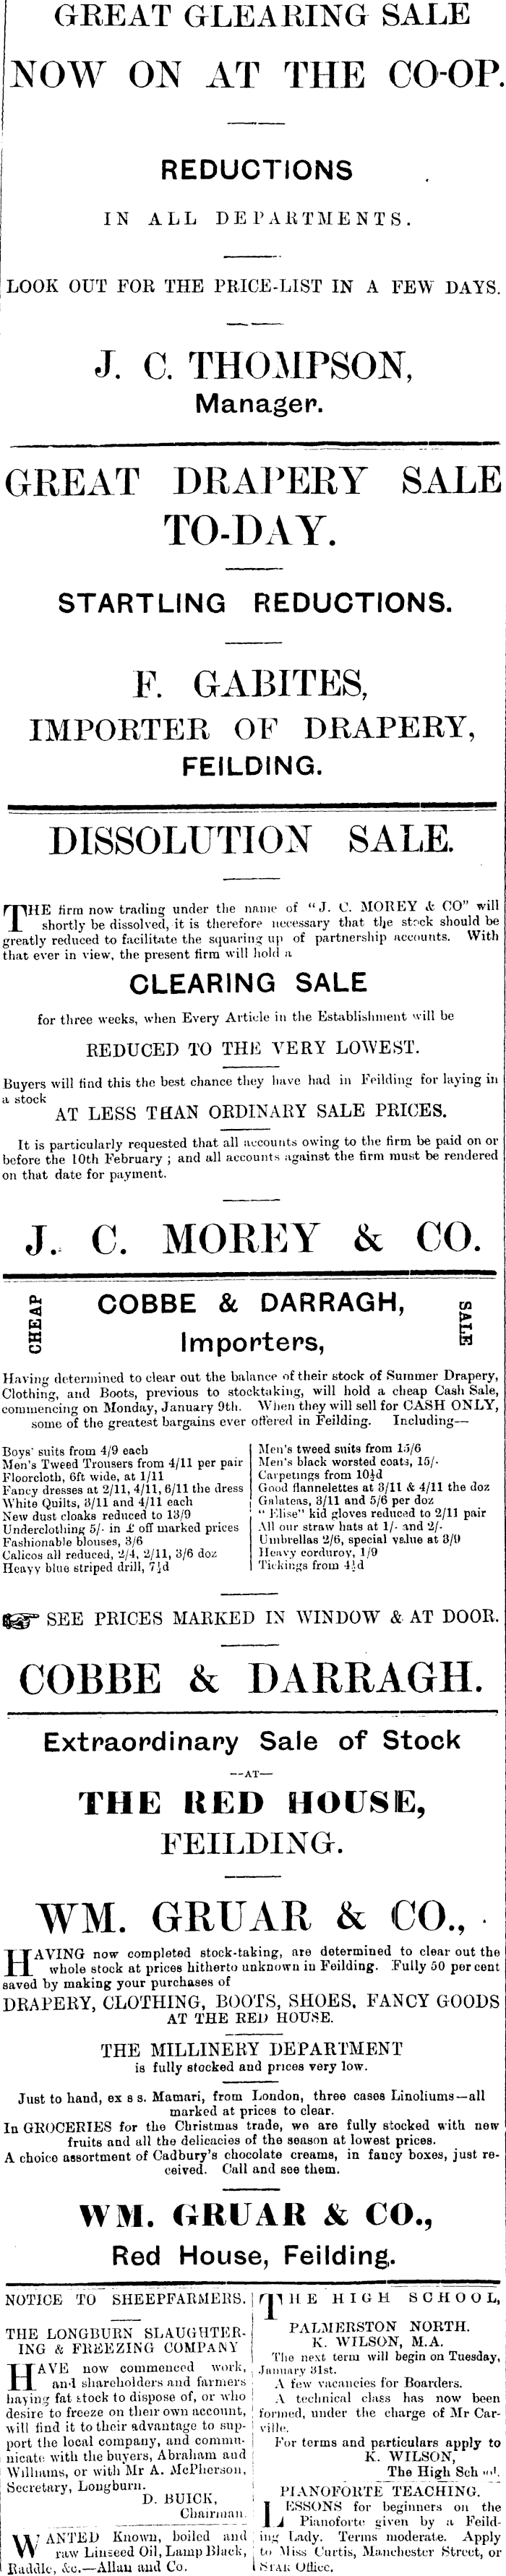 GREAT CLEARING SALE
NOW ON AT THE CO-OP.
REDUCTIONS
IN ALL DEPARTMENTS.
LOOK OUT FOR THE PRICE-LIST IN A FEW DAYS.
J. C. THOMPSON,
Manager.
GREAT DRAPERY SALE
TO-DAY.
STARTLING REDUCTIONS.
F. GABITES,
IMPORTER OF DRAPERY,
FEILDING.
DISSOLUTION SALE.
THE firm now trading under the name of "J. C. MOREY & CO" will
shortly be dissolved, it is therefore necessary that the stock should be
greatly reduced to facilitate the squaring up of partnership accounts. With
that ever in view, the present firm will hold a
CLEARING SALE
for three weeks, when Every Article in the Establishment will be
REDUCED TO THE VERY LOWEST.
Buyers will find this the best chance they have had in Feilding for laying in
a stock
AT LESS THAN ORDINARY SALE PRICES.
It is particularly requested that all accounts owing to the firm be paid on or
before the 10th February ; and all accounts against the firm must be rendered
on that date for payment.
J. C. MOREY & CO.
CHEAP
COBBE & DARRAGH,
Importers,
SALE
Having determined to clear out the balance of their stock of Summer Drapery,
Clothing, and Boots, previous to stocktaking, will hold a cheap Cash Sale,
commencing on Monday, January 9th. When they will sell for CASH ONLY,
some of the greatest bargains ever offered in Feilding. Including—
Boys' suits from 4/9 each
Men's Tweed Trousers from 4/11 per pair
Floorcloth, 6ft wide, at 1/11
Fancy dresses at 2/11, 4/11, 6/11 the dress
White Quilts, 3/11 and 4/11 each
New dust cloaks reduced to 13/9
Underclothing 5/- in £ off marked prices
Fashionable blouses, 3/6
Calicos all reduced, 2/4, 2/11, 3/6 doz
Heavy blue striped drill, 7½d
Men's tweed suits from 15/6
Men's black worsted coats, 15/-
Carpetings from 10½d
Good flannelettes at 3/11 & 4/11 the doz
Galateas, 3/11 and 5/6 per doz
"Elise" kid gloves reduced to 2/11 pair
All our straw hats at 1/- and 2/-
Umbrellas 2/6, special value at 3/9
Heavy corduroy, 1/9
Tickings from 4½d
SEE PRICES MARKED IN WINDOW & AT DOOR.
COBBE & DARRAGH.
Extraordinary Sale of Stock
--AT—
THE RED HOUSE,
FEILDING.
WM. GRUAR & CO.,
HAVING now completed stock-taking, are determined to clear out the
whole stock at prices hitherto unknown in Feilding. Fully 50 per cent
saved by making your purchases of
DRAPERY, CLOTHING, BOOTS, SHOES, FANCY GOODS
AT THE RED HOUSE.
THE MILLINERY DEPARTMENT
is fully stocked and prices very low.
Just to hand, ex s s. Mamari, from London, three cases Linoliums—all
marked at prices to clear.
In GROCERIES for the Christmas trade, we are fully stocked with new
fruits and all the delicacies of the season at lowest prices.
A choice assortment of Cadbury's chocolate creams, in fancy boxes, just re-
ceived. Call and see them.
WM. GRUAR & CO.,
Red House, Feilding.
NOTICE TO SHEEPFARMERS.
THE LONGBURN SLAUGHTER-
ING & FREEZING COMPANY
HAVE now commenced work,
and shareholders and farmers
having fat stock to dispose of, or who
desire to freeze on their own account,
will find it to their advantage to sup-
port the local company, and commu-
nicate with the buyers, Abraham and
Williams, or with Mr A. McPherson,
Secretary, Longburn.
D. BUICK,
Chairman.
WANTED Known, boiled and
raw Linseed Oil, Lamp Black,
Raddle, &c.—Allan and Co.
THE HIGH SCHOOL,
PALMERSTON NORTH.
K. WILSON, M.A.
The next term will begin on Tuesday,
January 31st.
A few vacancies for Boarders.
A technical class has now been
formed, under the charge of Mr Car-
ville.
For terms and particulars apply to
K. WILSON,
The High School.
PIANOFORTE TEACHING.
LESSONS for beginners on the
Pianoforte given by a Feild-
ing Lady. Terms moderate. Apply
to Miss Curtis, Manchester Street, or
STAR Office.